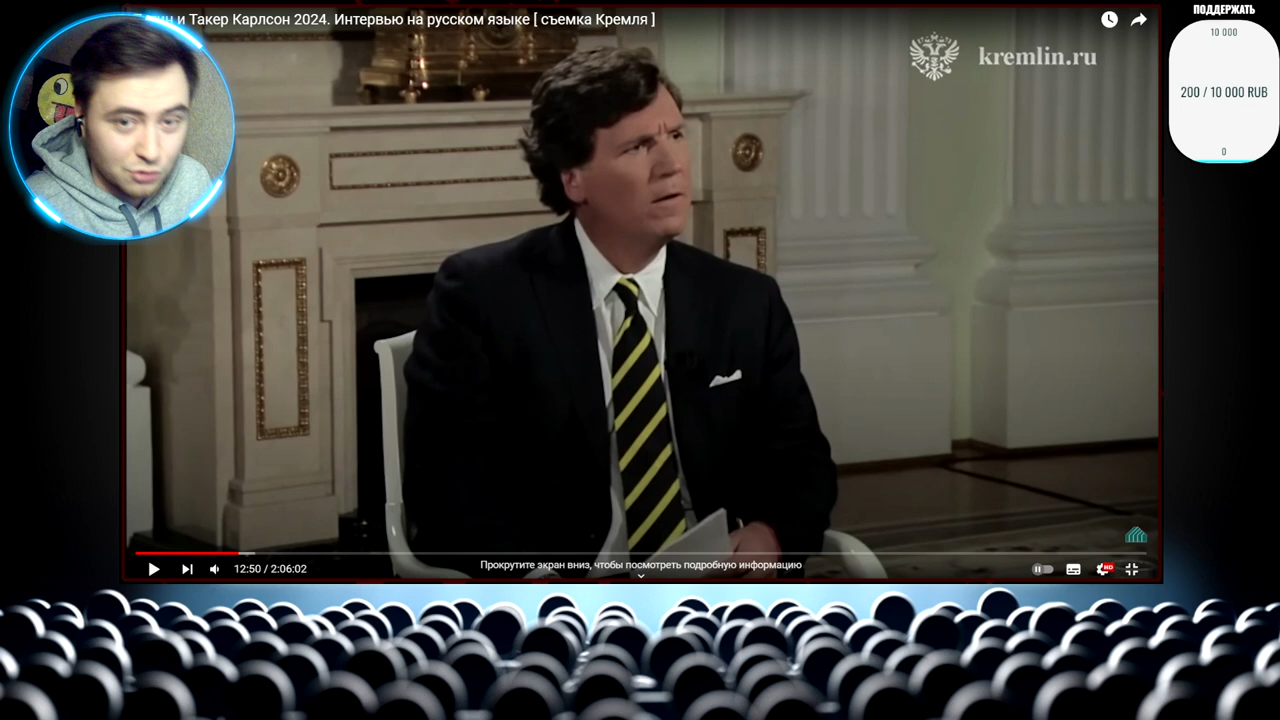 и Такер Карлсон 2024. Интервью на русском языке [ съемка Кремля ]
ПОДДЕРЖАТЬ
10 000
kremlin.ru
200 / 10 000 RUB
0
12:50 / 2:06:02
Прокрутите экран вниз, чтобы посмотреть подробную информацию
HD